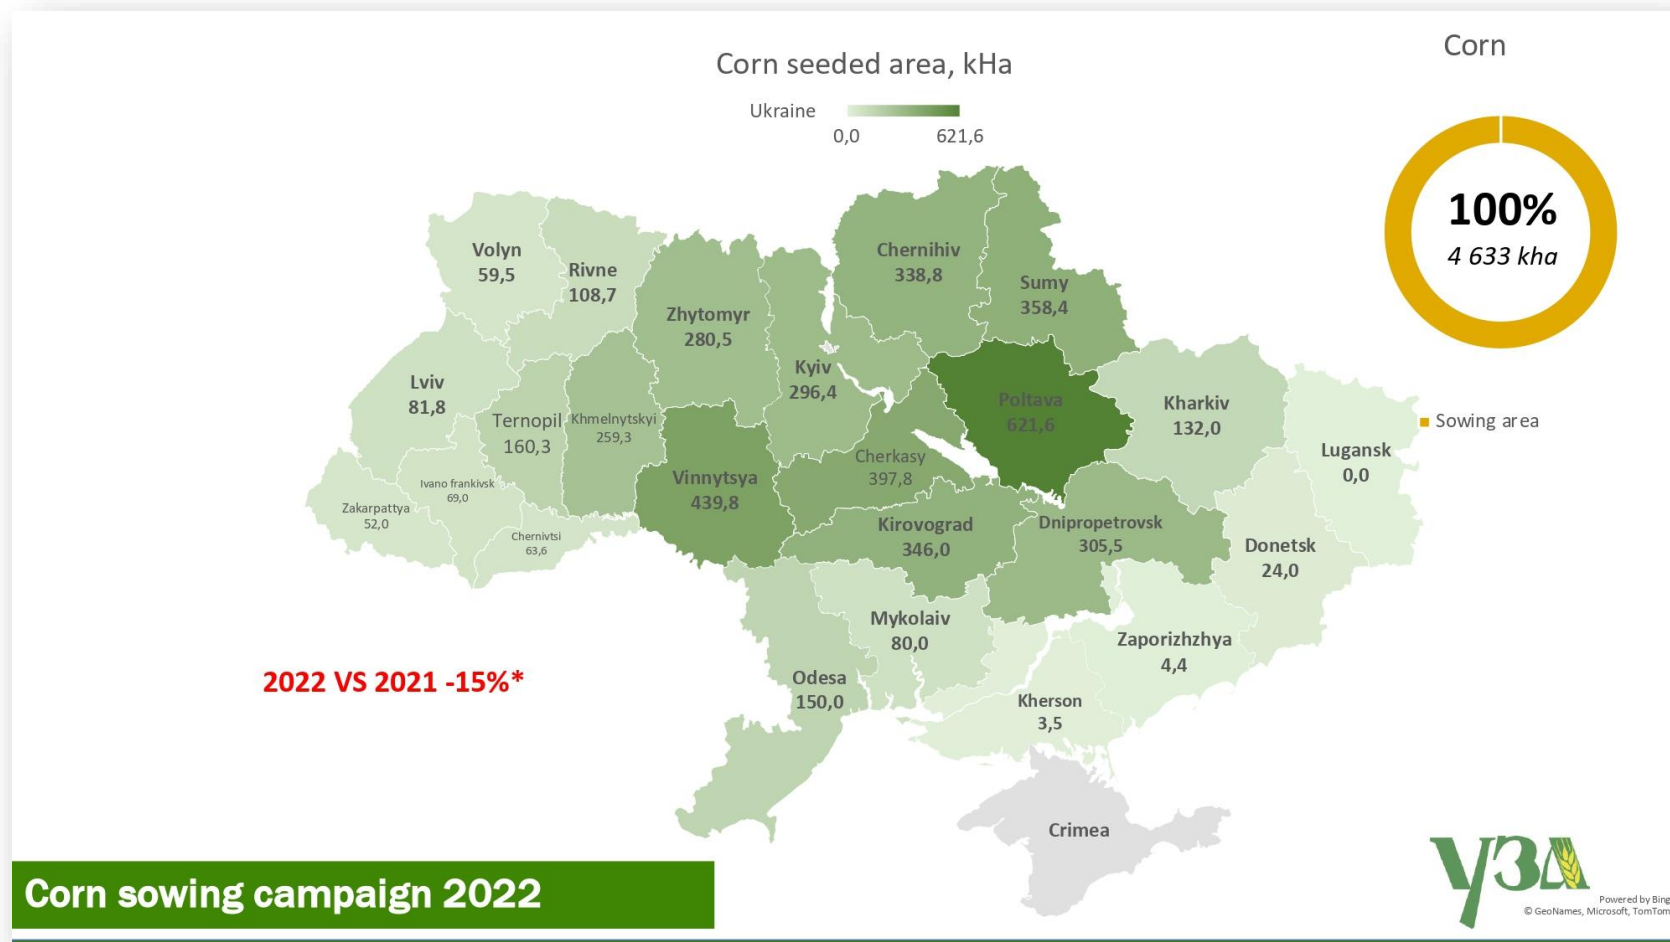 Corn seeded area, kHa
Ukraine
0,0
621,6
Corn
100%
4 633 kha
Sowing area
Volyn
59,5
Rivne
108,7
Zhytomyr
280,5
Kyiv
296,4
Chernihiv
338,8
Sumy
358,4
Lviv
81,8
Ternopil
160,3
Khmelnytskyi
259,3
Vinnytsya
439,8
Cherkasy
397,8
Poltava
621,6
Kharkiv
132,0
Lugansk
0,0
Zakarpattya
52,0
Ivano frankivsk
69,0
Chernivtsi
63,6
Kirovograd
346,0
Dnipropetrovsk
305,5
Donetsk
24,0
Mykolaiv
80,0
Zaporizhzhya
4,4
Odesa
150,0
Kherson
3,5
Crimea
2022 VS 2021 -15%*
Corn sowing campaign 2022
УЗА
Powered by Bing
© GeoNames, Microsoft, TomTom